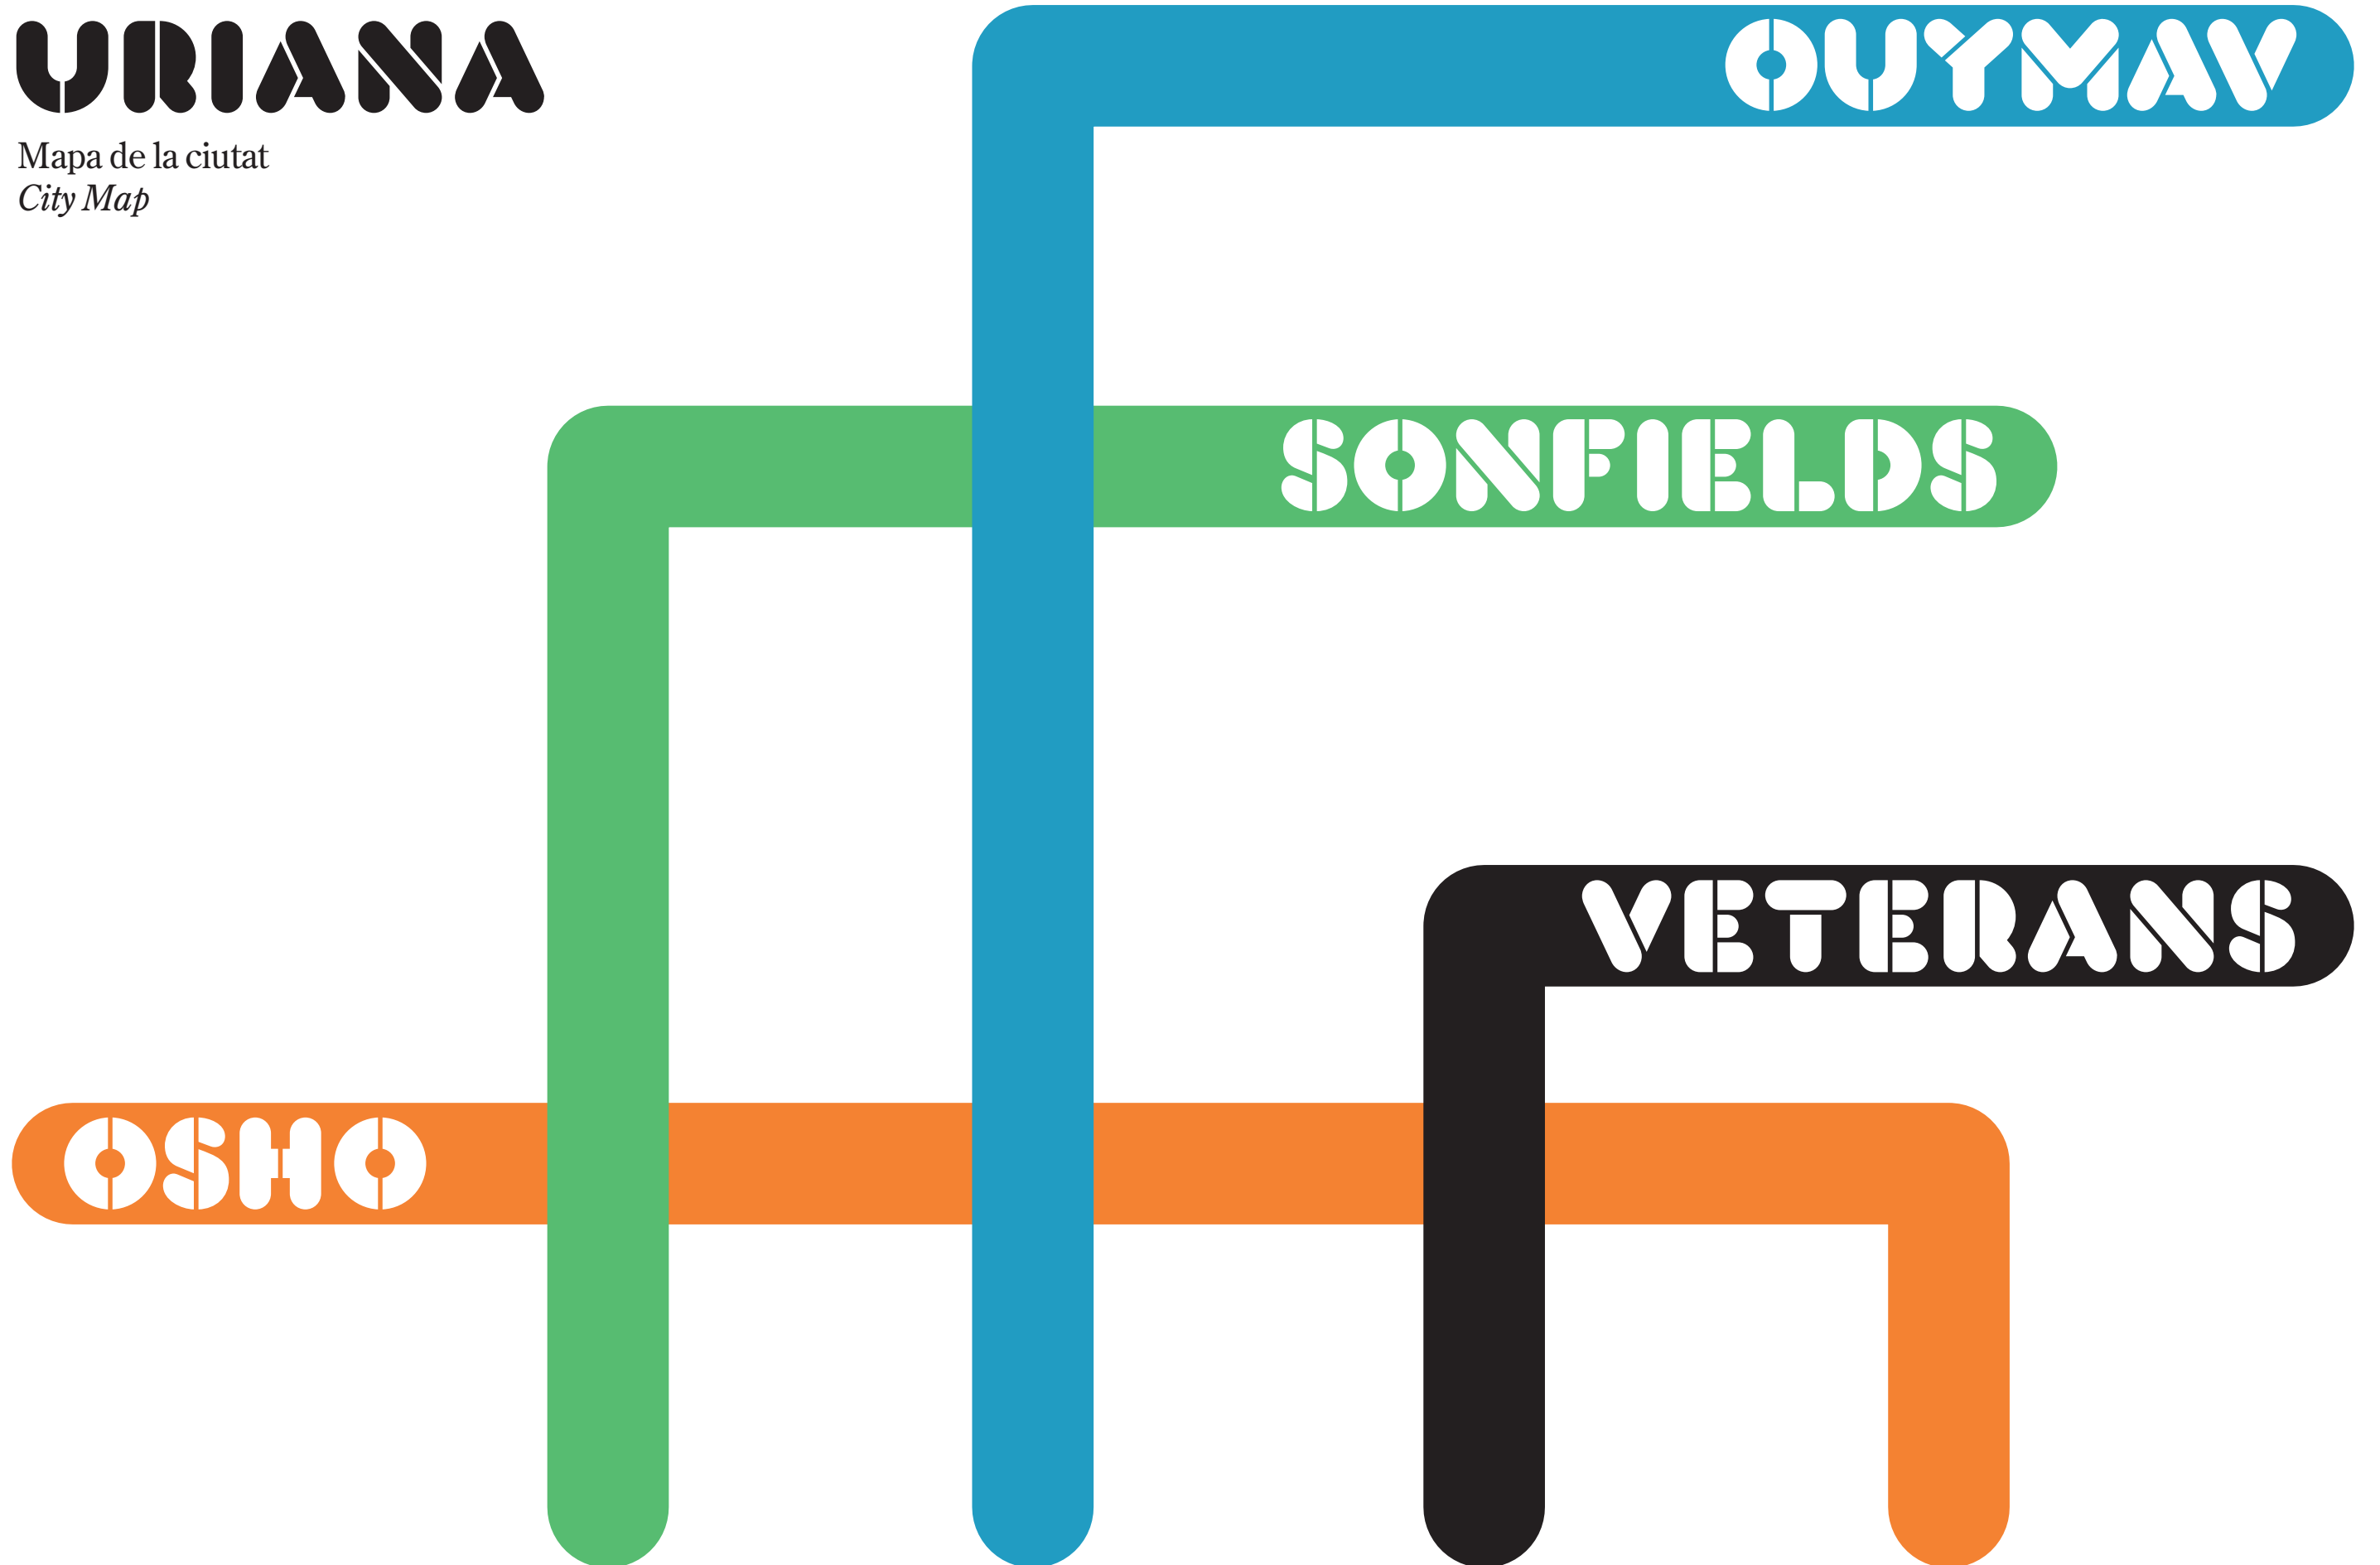 URIANA
Mapa de la ciutat
City Map
OUYMAV
SONFIELDS
VETERANS
OSHO